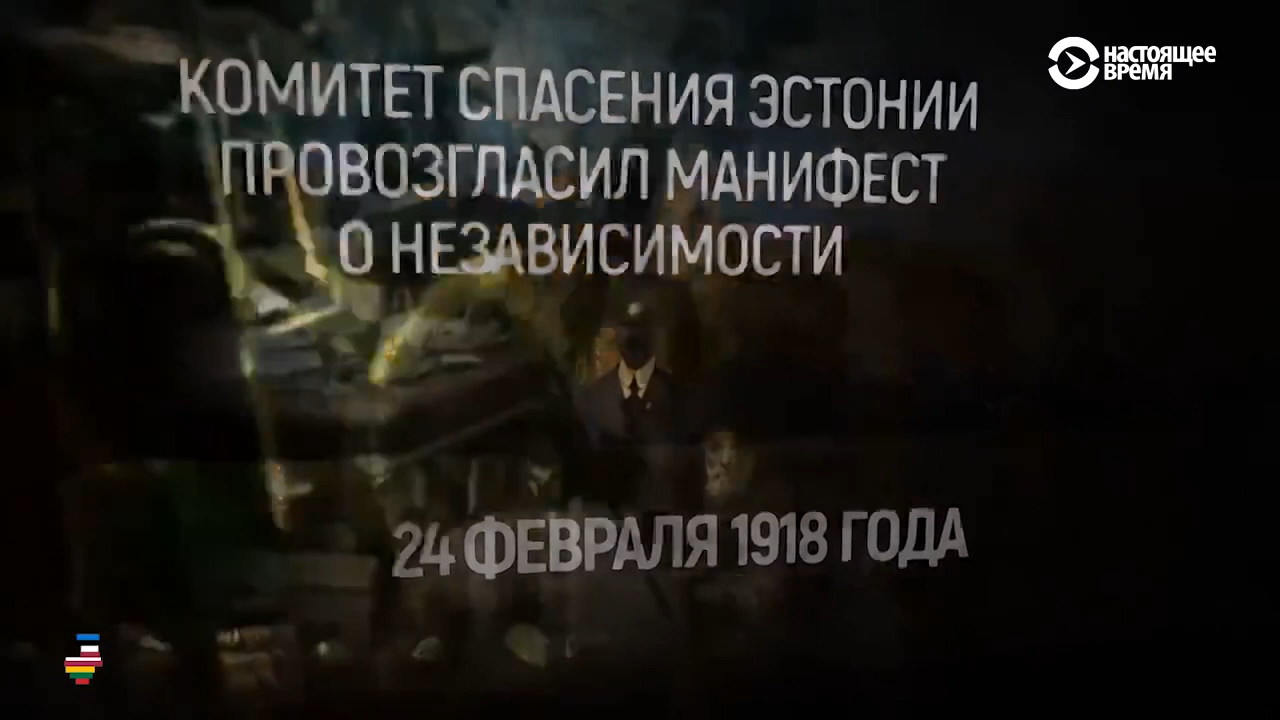 НАСТОЯЩЕЕ
ВРЕМЯ
КОМИТЕТ СПАСЕНИЯ ЭСТОНИИ
ПРОВОЗГЛАСИЛ МАНИФЕСТ
О НЕЗАВИСИМОСТИ
24 ФЕВРАЛЯ 1918 ГОДА